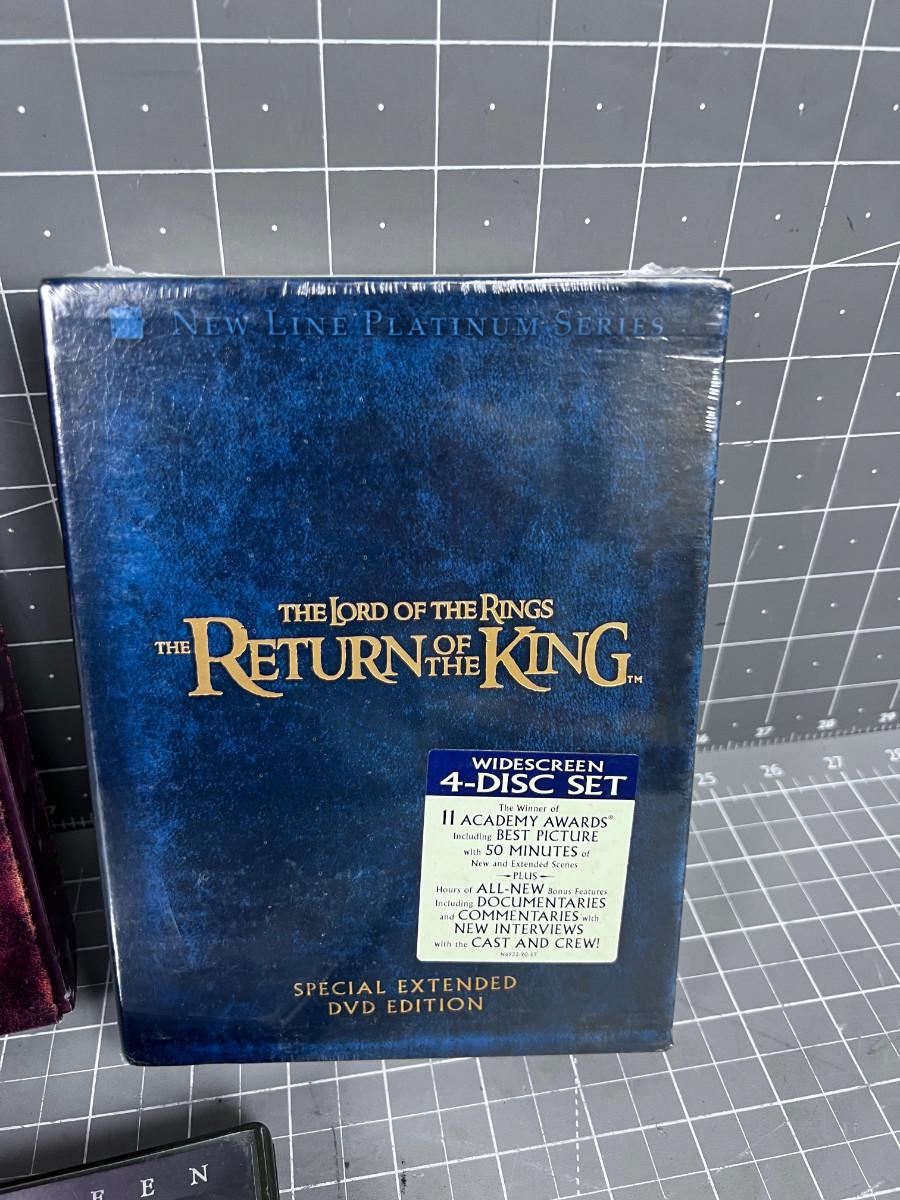 NEW LINE PLATINUM SERIES
THE LORD OF THE RINGS
THE RETURN OF THE KING™
WIDESCREEN
4-DISC SET
The Winner of
11 ACADEMY AWARDS®
Including BEST PICTURE
with 50 MINUTES of
New and Extended Scenes
—PLUS—
Hours of ALL-NEW Bonus Features
Including DOCUMENTARIES
and COMMENTARIES with
NEW INTERVIEWS
with the CAST AND CREW!
SPECIAL EXTENDED
DVD EDITION
27 28 29
25 26 27 28
E E N